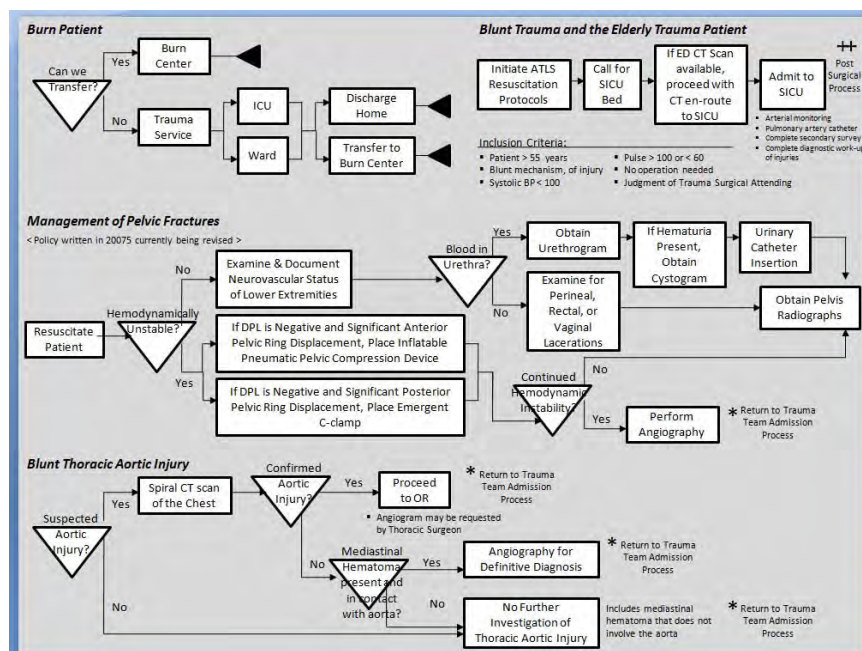 Burn Patient
Can we
Transfer?
Yes
Burn
Center
No
Trauma
Service
ICU
Ward
Discharge
Home
Transfer to
Burn Center
Blunt Trauma and the Elderly Trauma Patient
Initiate ATLS
Resuscitation
Protocols
Call for
SICU
Bed
If ED CT Scan
available,
proceed with
CT en-route
to SICU
Admit to
SICU
Post
Surgical
Process
▪ Arterial monitoring
▪ Pulmonary artery catheter
▪ Complete secondary survey
▪ Complete diagnostic work-up
of injuries
Inclusion Criteria:
▪ Patient > 55 years
▪ Blunt mechanism, of injury
▪ Systolic BP < 100
▪ Pulse > 100 or < 60
▪ No operation needed
▪ Judgment of Trauma Surgical Attending
Management of Pelvic Fractures
< Policy written in 20075 currently being revised >
Resuscitate
Patient
Hemodynamically
Unstable?
No
Examine & Document
Neurovascular Status
of Lower Extremities
Yes
If DPL is Negative and Significant Anterior
Pelvic Ring Displacement, Place Inflatable
Pneumatic Pelvic Compression Device
If DPL is Negative and Significant Posterior
Pelvic Ring Displacement, Place Emergent
C-clamp
Blood in
Urethra?
Yes
Obtain
Urethrogram
If Hematuria
Present,
Obtain
Cystogram
Urinary
Catheter
Insertion
No
Examine for
Perineal,
Rectal, or
Vaginal
Lacerations
Obtain Pelvis
Radiographs
Continued
Hemodynamic
Instability?
No
Yes
Perform
Angiography
* Return to Trauma
Team Admission
Process
Blunt Thoracic Aortic Injury
Suspected
Aortic
Injury?
Yes
Spiral CT scan
of the Chest
Confirmed
Aortic
Injury?
Yes
Proceed
to OR
* Return to Trauma
Team Admission
Process
▪ Angiogram may be requested
by Thoracic Surgeon
No
Mediastinal
Hematoma
present and
in contact
with aorta?
Yes
Angiography for
Definitive Diagnosis
* Return to Trauma
Team Admission
Process
No
No
No Further
Investigation of
Thoracic Aortic Injury
Includes mediastinal
hematoma that does not
involve the aorta
* Return to Trauma
Team Admission
Process